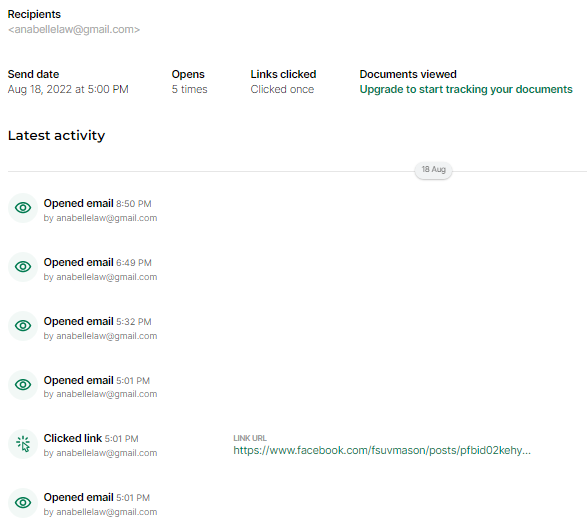 Recipients
<anabellelaw@gmail.com>
Send date Opens Links clicked Documents viewed
Aug 18, 2022 at 5:00 PM 5 times Clicked once Upgrade to start tracking your documents
Latest activity
18 Aug
Opened email 8:50 PM
by anabellelaw@gmail.com
Opened email 6:49 PM
by anabellelaw@gmail.com
Opened email 5:32 PM
by anabellelaw@gmail.com
Opened email 5:01 PM
by anabellelaw@gmail.com
Clicked link 5:01 PM LINK URL
by anabellelaw@gmail.com https://www.facebook.com/fsuvmason/posts/pfbid02kehy...
Opened email 5:01 PM
by anabellelaw@gmail.com